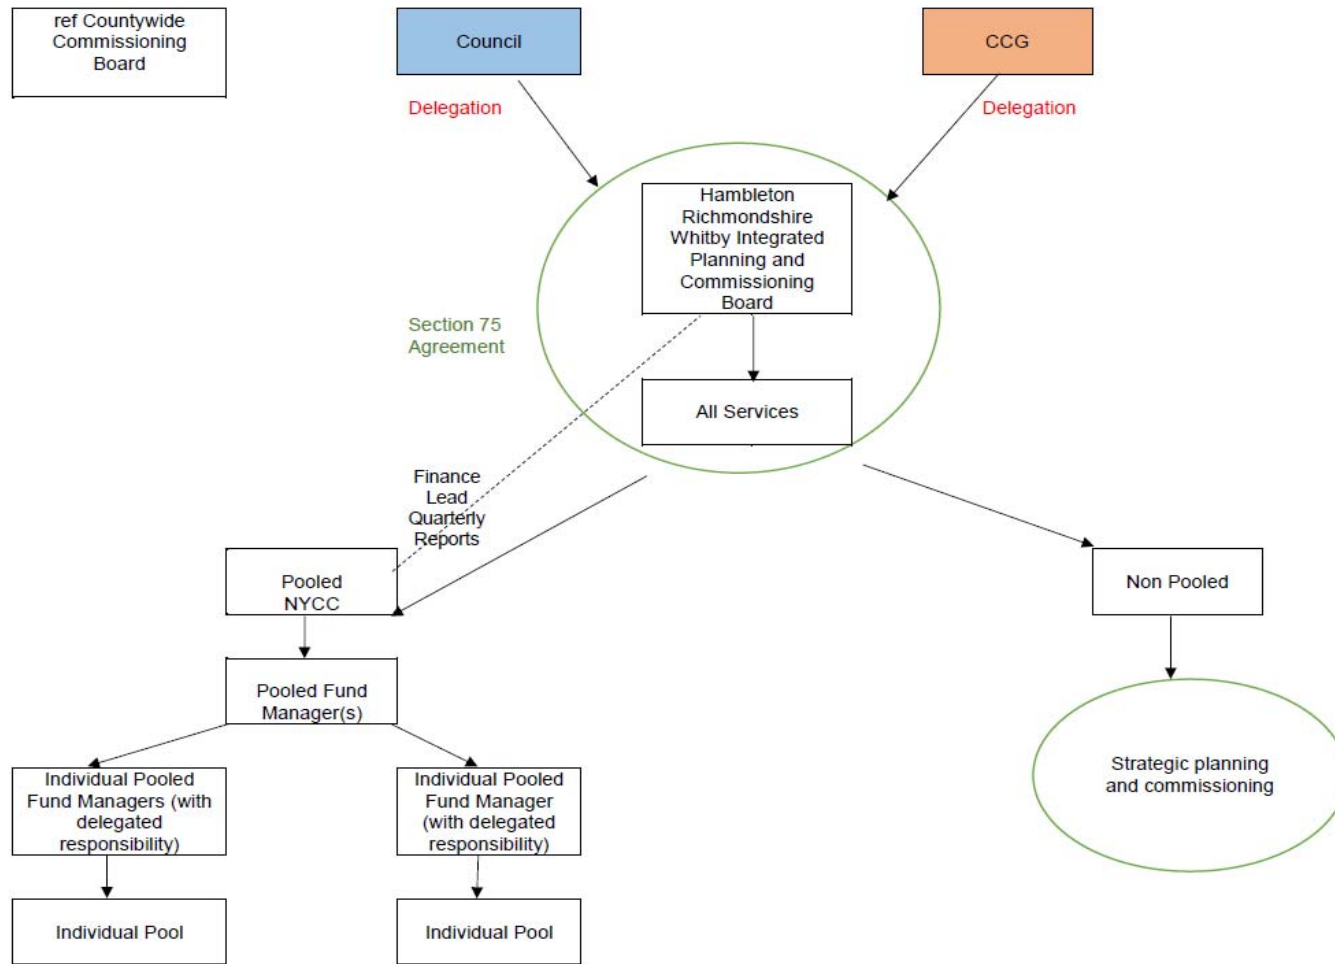 ref Countywide
Commissioning
Board
Council
CCG
Delegation
Delegation
Hambleton
Richmondshire
Whitby Integrated
Planning and
Commissioning
Board
Section 75
Agreement
All Services
Finance
Lead
Quarterly
Reports
Pooled
NYCC
Non Pooled
Pooled Fund
Manager(s)
Individual Pooled
Fund Managers (with
delegated
responsibility)
Individual Pooled
Fund Manager
(with delegated
responsibility)
Strategic planning
and commissioning
Individual Pool
Individual Pool